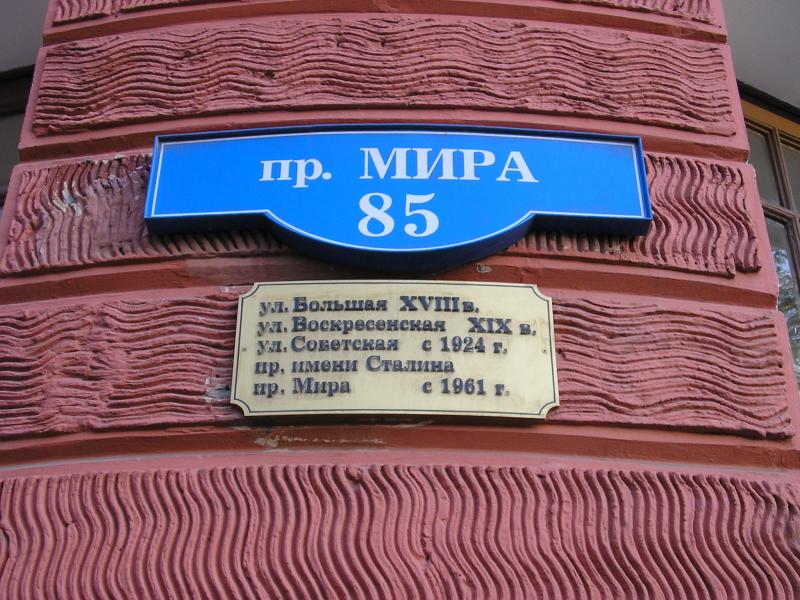 пр. МИРА
85
ул. Большая XVIII в.
ул. Воскресенская XIX в.
ул. Советская с 1924 г.
пр. имени Сталина
пр. Мира с 1961 г.